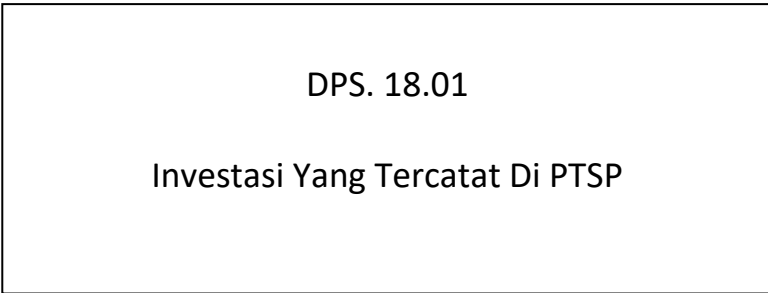 DPS. 18.01
Investasi Yang Tercatat Di PTSP